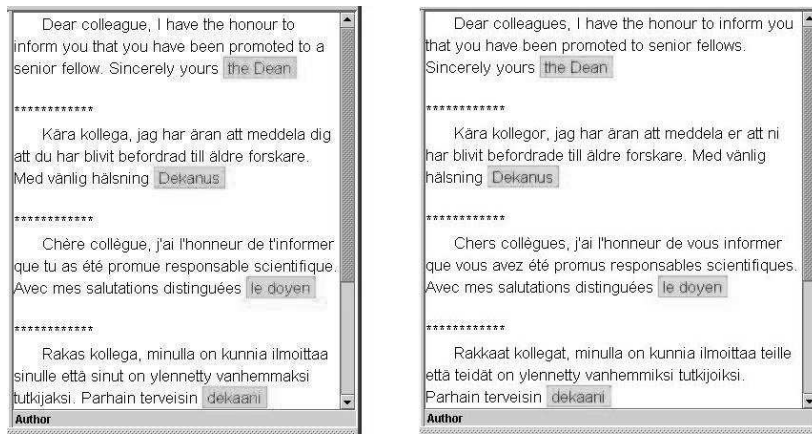 Dear colleague, I have the honour to
inform you that you have been promoted to a
senior fellow. Sincerely yours the Dean
************
Kära kollega, jag har äran att meddela dig
att du har blivit befordrad till äldre forskare.
Med vänlig hälsning Dekanus
************
Chère collègue, j'ai l'honneur de t'informer
que tu as été promue responsable scientifique.
Avec mes salutations distinguées le doyen
************
Rakas kollega, minulla on kunnia ilmoittaa
sinulle että sinut on ylennetty vanhemmaksi
tutkijaksi. Parhain terveisin dekaani
Author
Dear colleagues, I have the honour to inform you
that you have been promoted to senior fellows.
Sincerely yours the Dean
************
Kära kollegor, jag har äran att meddela er att ni
har blivit befordrade till äldre forskare. Med vänlig
hälsning Dekanus
************
Chers collègues, j'ai l'honneur de vous informer
que vous avez été promus responsables scientifiques.
Avec mes salutations distinguées le doyen
************
Rakkaat kollegat, minulla on kunnia ilmoittaa teille
että teidät on ylennetty vanhemmiksi tutkijoiksi.
Parhain terveisin dekaani
Author